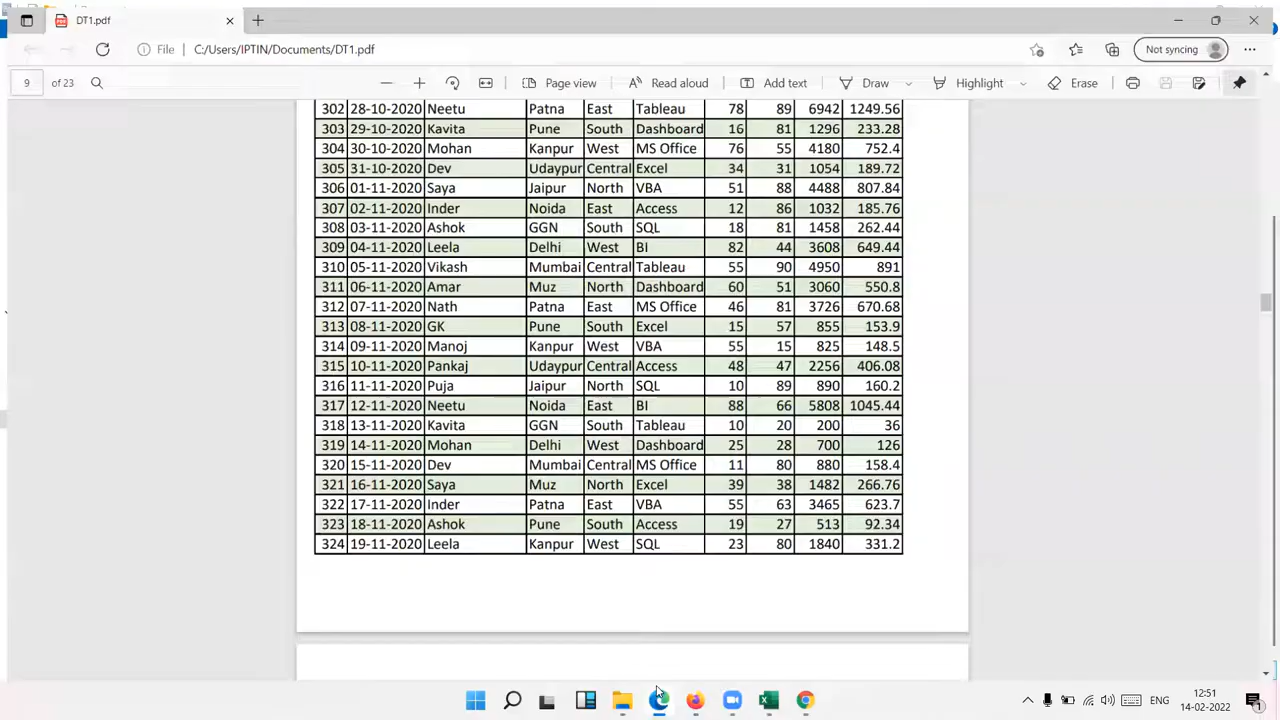 DT1.pdf
File C:/Users/IPTIN/Documents/DT1.pdf Not syncing
9 of 23 Page view Read aloud Add text Draw Highlight Erase
302 28-10-2020 Neetu Patna East Tableau 78 89 6942 1249.56
303 29-10-2020 Kavita Pune South Dashboard 16 81 1296 233.28
304 30-10-2020 Mohan Kanpur West MS Office 76 55 4180 752.4
305 31-10-2020 Dev Udaypur Central Excel 34 31 1054 189.72
306 01-11-2020 Saya Jaipur North VBA 51 88 4488 807.84
307 02-11-2020 Inder Noida East Access 12 86 1032 185.76
308 03-11-2020 Ashok GGN South SQL 18 81 1458 262.44
309 04-11-2020 Leela Delhi West BI 82 44 3608 649.44
310 05-11-2020 Vikash Mumbai Central Tableau 55 90 4950 891
311 06-11-2020 Amar Muz North Dashboard 60 51 3060 550.8
312 07-11-2020 Nath Patna East MS Office 46 81 3726 670.68
313 08-11-2020 GK Pune South Excel 15 57 855 153.9
314 09-11-2020 Manoj Kanpur West VBA 55 15 825 148.5
315 10-11-2020 Pankaj Udaypur Central Access 48 47 2256 406.08
316 11-11-2020 Puja Jaipur North SQL 10 89 890 160.2
317 12-11-2020 Neetu Noida East BI 88 66 5808 1045.44
318 13-11-2020 Kavita GGN South Tableau 10 20 200 36
319 14-11-2020 Mohan Delhi West Dashboard 25 28 700 126
320 15-11-2020 Dev Mumbai Central MS Office 11 80 880 158.4
321 16-11-2020 Saya Muz North Excel 39 38 1482 266.76
322 17-11-2020 Inder Patna East VBA 55 63 3465 623.7
323 18-11-2020 Ashok Pune South Access 19 27 513 92.34
324 19-11-2020 Leela Kanpur West SQL 23 80 1840 331.2
ENG 12:51
14-02-2022